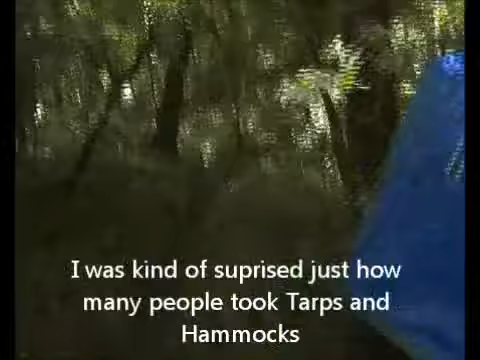 I was kind of suprised just how
many people took Tarps and
Hammocks